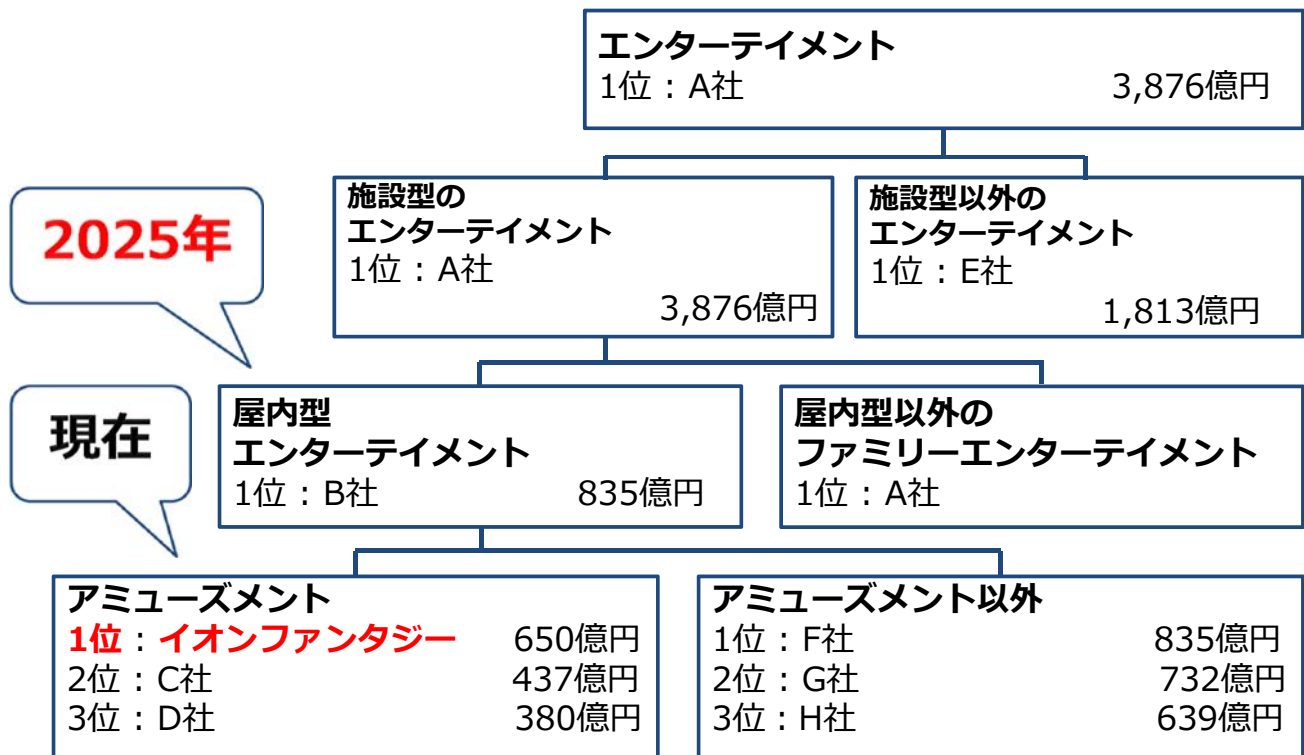 エンターテイメント
1位：A社 3,876億円
2025年
施設型の
エンターテイメント
1位：A社
3,876億円
施設型以外の
エンターテイメント
1位：E社
1,813億円
現在
屋内型
エンターテイメント
1位：B社 835億円
屋内型以外の
ファミリーエンターテイメント
1位：A社
アミューズメント
1位：イオンファンタジー 650億円
2位：C社 437億円
3位：D社 380億円
アミューズメント以外
1位：F社 835億円
2位：G社 732億円
3位：H社 639億円